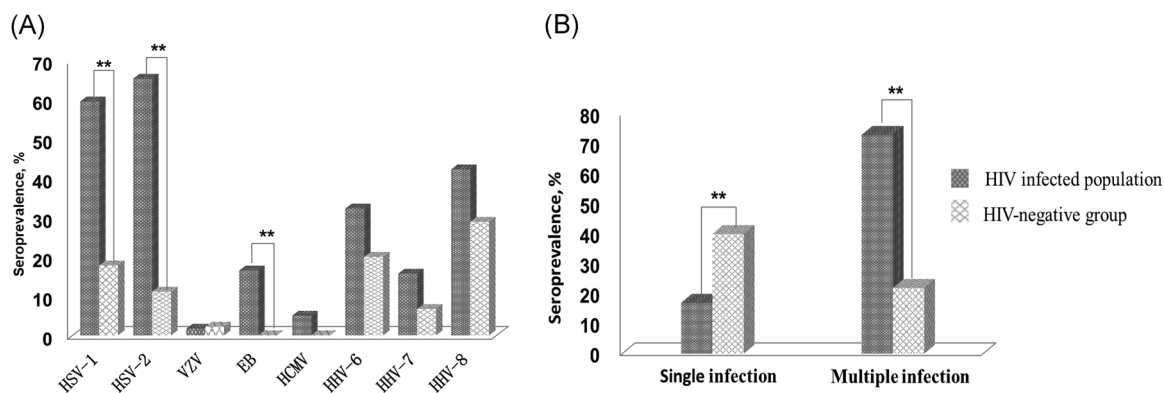 (A)
Seroprevalence, %
70
60
50
40
30
20
10
0
**
**
**
HSV-1
HSV-2
VZV
EB
HCMV
HHV-6
HHV-7
HHV-8
(B)
Seroprevalence, %
80
70
60
50
40
30
20
10
0
**
**
Single infection
Multiple infection
HIV infected population
HIV-negative group